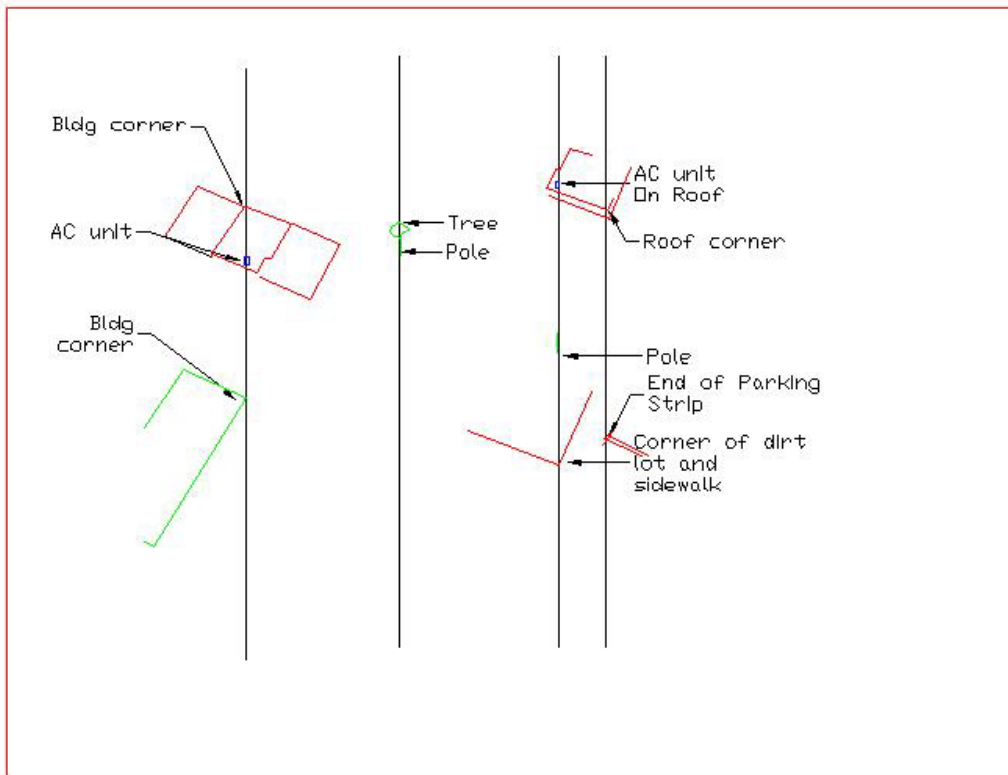 Bldg corner
AC unit
Bldg
corner
Tree
Pole
AC unit
On Roof
Roof corner
Pole
End of Parking
Strip
Corner of dirt
lot and
sidewalk